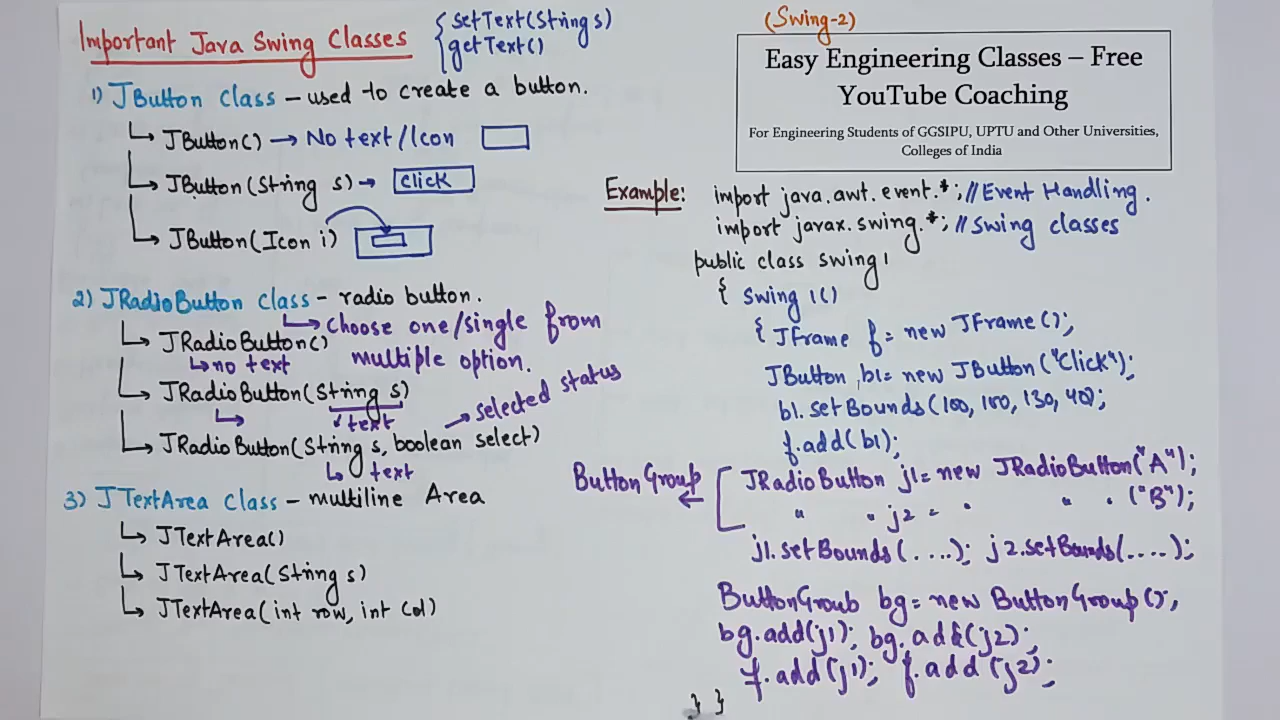 Important Java Swing Classes
{ setText(String s)
getText()
1) JButton Class – used to create a button.
JButton() → No text/Icon
JButton(String s) → Click
JButton(Icon i)
2) JRadioButton Class – radio button.
→ Choose one/single from
multiple option.
JRadioButton()
↳ no text
JRadioButton(String s)
text
→ selected status
JRadioButton(String s, boolean select)
↳ text
3) JTextArea Class – multiline Area
JTextArea()
JTextArea(String s)
JTextArea(int row, int Col)
(Swing-2)
Easy Engineering Classes – Free
YouTube Coaching
For Engineering Students of GGSIPU, UPTU and Other Universities,
Colleges of India
Example: import java.awt.event.*; //Event Handling.
import javax.swing.*; //Swing classes
public class swing1
{ Swing1()
{ JFrame f = new JFrame();
JButton b1= new JButton("Click");
b1.setBounds(100, 100, 130, 40);
f.add(b1);
ButtonGroup
JRadioButton j1= new JRadioButton("A");
" " j2 = " " " ("B");
j1.setBounds(....); j2.setBounds(....);
ButtonGroub bg = new ButtonGroup();
bg.add(j1); bg.add(j2);
f.add(j1); f.add(j2);
} }